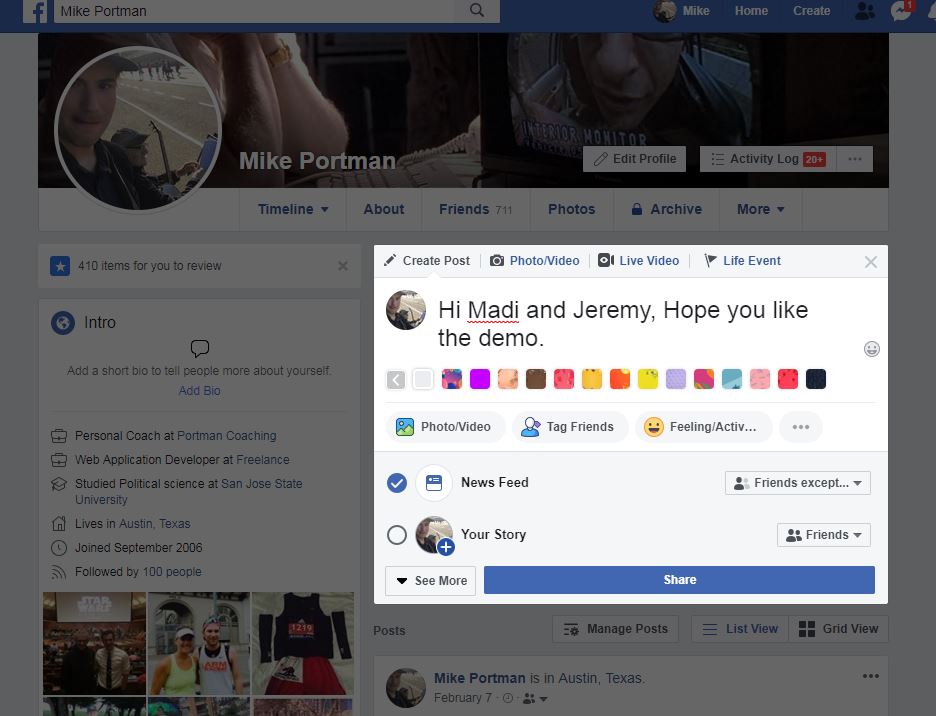 f Mike Portman Mike Home Create 1
INTERIOR MONITOR
Mike Portman Edit Profile Activity Log 20+ ...
Timeline About Friends 711 Photos Archive More
410 items for you to review
Create Post Photo/Video Live Video Life Event
Hi Madi and Jeremy, Hope you like
the demo.
Photo/Video Tag Friends Feeling/Activ... ...
News Feed Friends except...
Your Story Friends
See More Share
Intro
Add a short bio to tell people more about yourself.
Add Bio
Personal Coach at Portman Coaching
Web Application Developer at Freelance
Studied Political science at San Jose State
University
Lives in Austin, Texas
Joined September 2006
Followed by 100 people
STAR
WARS
1219
ARM
Posts Manage Posts List View Grid View
Mike Portman is in Austin, Texas. ...
February 7